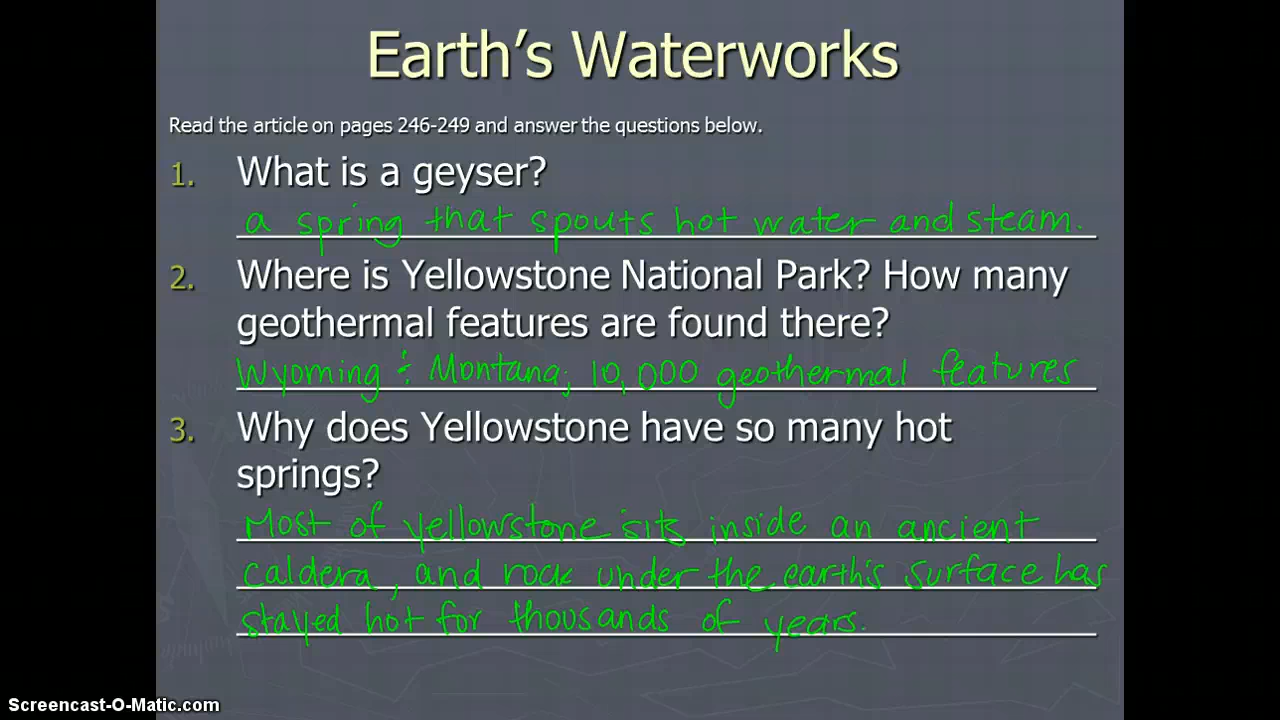 Earth's Waterworks
Read the article on pages 246-249 and answer the questions below.
1. What is a geyser?
a spring that spouts hot water and steam.
2. Where is Yellowstone National Park? How many
geothermal features are found there?
Wyoming & Montana; 10,000 geothermal features
3. Why does Yellowstone have so many hot
springs?
Most of yellowstone sits inside an ancient
caldera, and rock under the earth's surface has
stayed hot for thousands of years.
Screencast-O-Matic.com